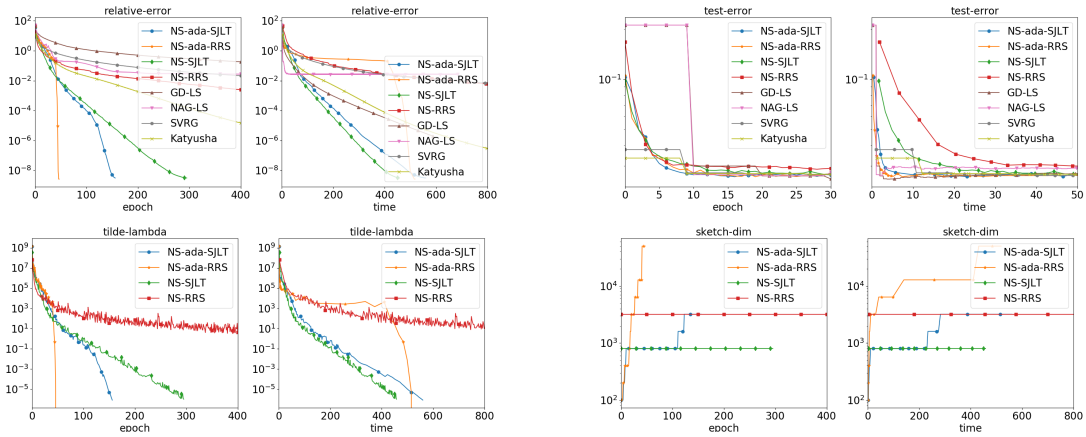 relative-error
10^2
10^0
10^-2
10^-4
10^-6
10^-8
0 100 200 300 400
epoch
NS-ada-SJLT
NS-ada-RRS
NS-SJLT
NS-RRS
GD-LS
NAG-LS
SVRG
Katyusha
relative-error
10^2
10^0
10^-2
10^-4
10^-6
10^-8
0 200 400 600 800
time
NS-ada-SJLT
NS-ada-RRS
NS-SJLT
NS-RRS
GD-LS
NAG-LS
SVRG
Katyusha
test-error
10^-1
0 5 10 15 20 25 30
epoch
NS-ada-SJLT
NS-ada-RRS
NS-SJLT
NS-RRS
GD-LS
NAG-LS
SVRG
Katyusha
test-error
10^-1
0 10 20 30 40 50
time
NS-ada-SJLT
NS-ada-RRS
NS-SJLT
NS-RRS
GD-LS
NAG-LS
SVRG
Katyusha
tilde-lambda
10^9
10^7
10^5
10^3
10^1
10^-1
10^-3
10^-5
0 100 200 300 400
epoch
NS-ada-SJLT
NS-ada-RRS
NS-SJLT
NS-RRS
tilde-lambda
10^9
10^7
10^5
10^3
10^1
10^-1
10^-3
10^-5
0 200 400 600 800
time
NS-ada-SJLT
NS-ada-RRS
NS-SJLT
NS-RRS
sketch-dim
10^4
10^3
10^2
0 100 200 300 400
epoch
NS-ada-SJLT
NS-ada-RRS
NS-SJLT
NS-RRS
sketch-dim
10^4
10^3
10^2
0 200 400 600 800
time
NS-ada-SJLT
NS-ada-RRS
NS-SJLT
NS-RRS